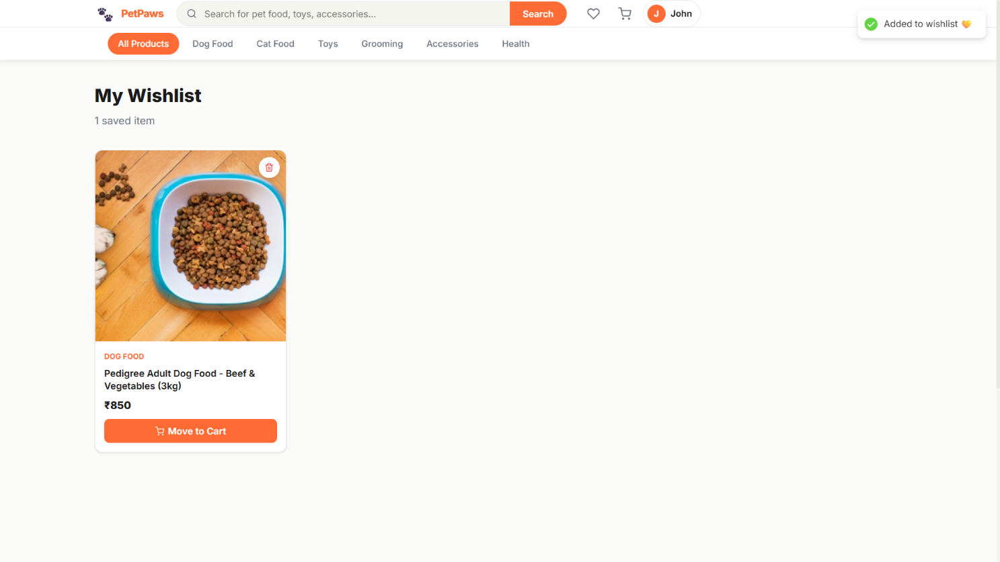 PetPaws
Search for pet food, toys, accessories...
Search
J
John
Added to wishlist 🧡
All Products
Dog Food
Cat Food
Toys
Grooming
Accessories
Health
My Wishlist
1 saved item
DOG FOOD
Pedigree Adult Dog Food - Beef &
Vegetables (3kg)
₹850
Move to Cart